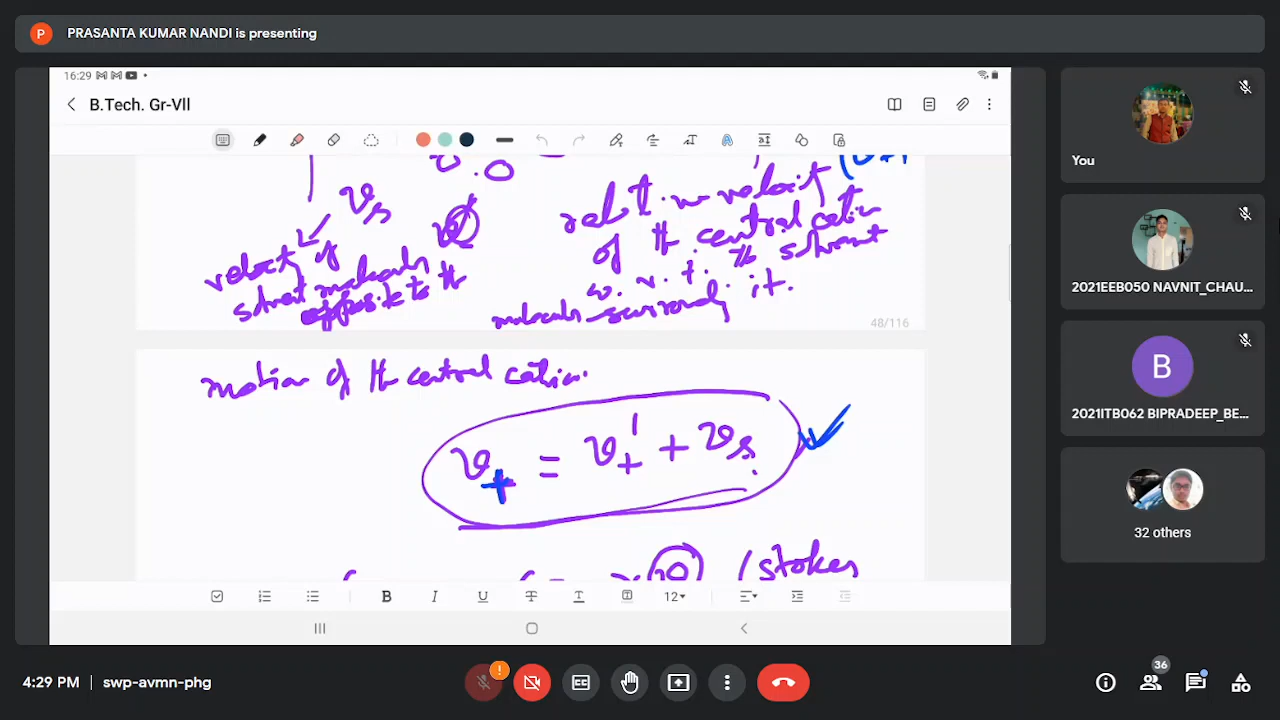 P PRASANTA KUMAR NANDI is presenting
16:29
B.Tech. Gr-VII
v . O
v s
velocity of
solvent molecules
opposite to the
relative velocity
of the central cation
w. r. t. the solvent
molecules surrounding it.
48/116
motion of the central cation.
v+ = v+' + vs
(stokes
B I U T T 12
You
2021EEB050 NAVNIT_CHAU...
B
2021ITB062 BIPRADEEP_BE...
32 others
4:29 PM | swp-avmn-phg
36